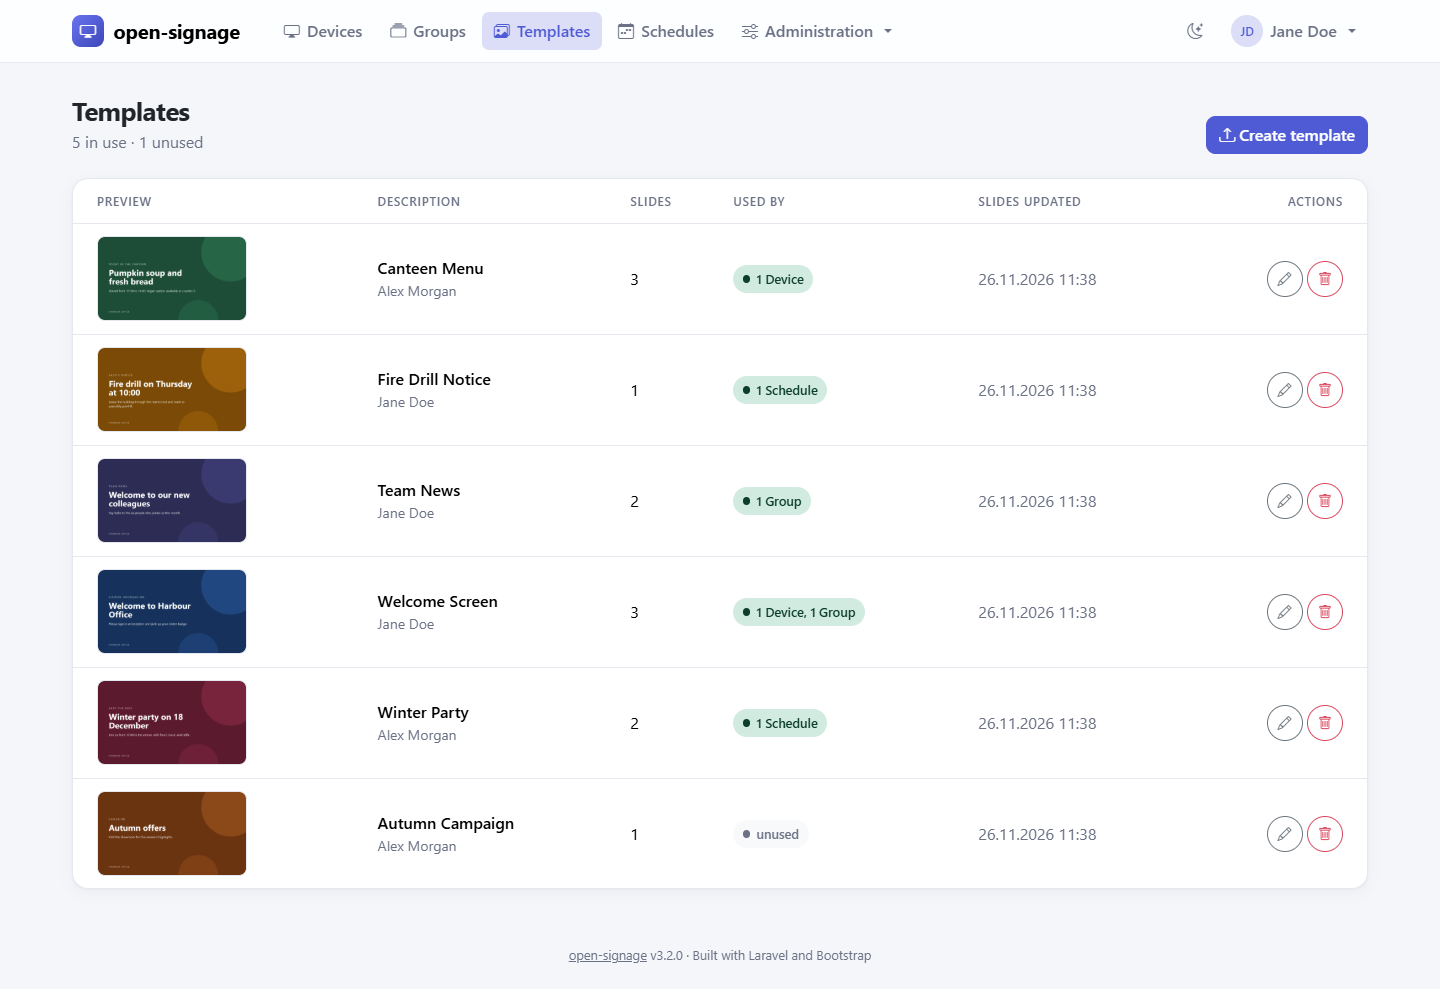 open-signage Devices Groups Templates Schedules Administration JD Jane Doe
Templates
5 in use · 1 unused
Create template
PREVIEW DESCRIPTION SLIDES USED BY SLIDES UPDATED ACTIONS
Pumpkin soup and
fresh bread
Canteen Menu
Alex Morgan
3
1 Device
26.11.2026 11:38
Fire drill on Thursday
at 10:00
Fire Drill Notice
Jane Doe
1
1 Schedule
26.11.2026 11:38
Welcome to our new
colleagues
Team News
Jane Doe
2
1 Group
26.11.2026 11:38
Welcome to Harbour
Office
Welcome Screen
Jane Doe
3
1 Device, 1 Group
26.11.2026 11:38
Winter party on 18
December
Winter Party
Alex Morgan
2
1 Schedule
26.11.2026 11:38
Autumn offers
Autumn Campaign
Alex Morgan
1
unused
26.11.2026 11:38
open-signage v3.2.0 · Built with Laravel and Bootstrap